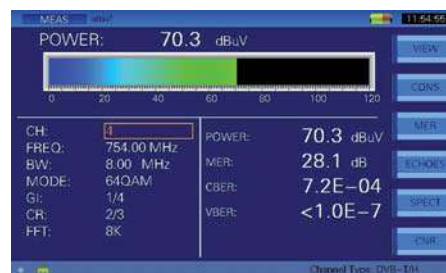 MEAS
11:54:56
POWER: 70.3 dBuV
VIEW
0 20 40 60 80 100 120
CONS
CH: 4
FREQ: 754.00 MHz
BW: 8.00 MHz
MODE: 64QAM
GI: 1/4
CR: 2/3
FFT: 8K
POWER: 70.3 dBuV
MER: 28.1 dB
CBER: 7.2E-04
VBER: <1.0E-7
MER
ECHOES
SPECT
CNR
Channel Type: DVB-T/H